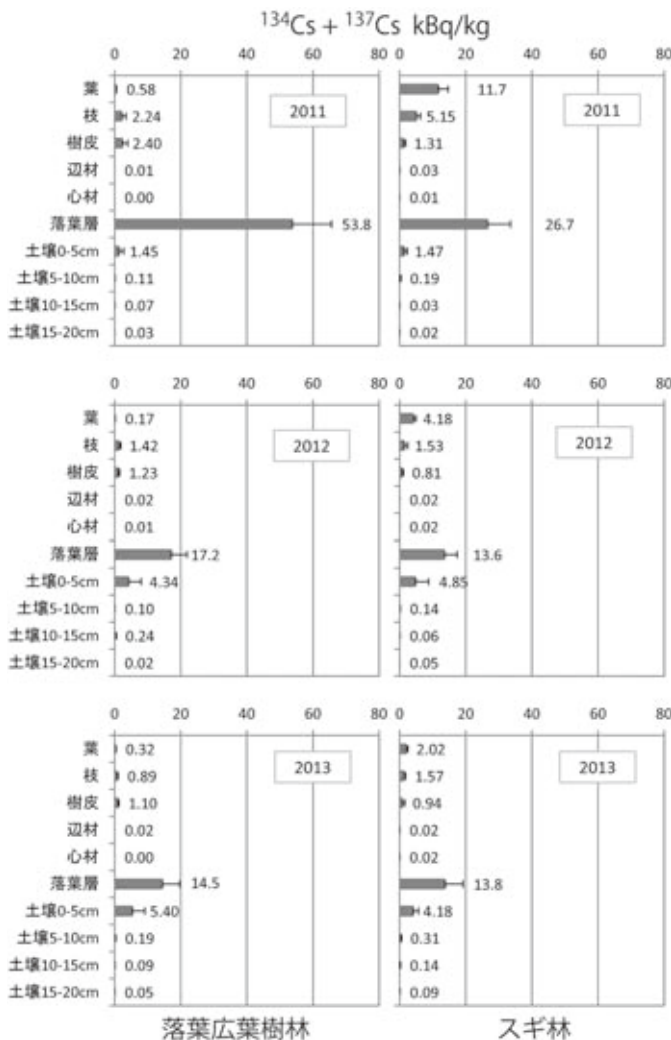 ¹³⁴Cs + ¹³⁷Cs kBq/kg
0 20 40 60 80 0 20 40 60 80
葉 0.58 11.7
枝 2.24 2011 5.15 2011
樹皮 2.40 1.31
辺材 0.01 0.03
心材 0.00 0.01
落葉層 53.8 26.7
土壌0-5cm 1.45 1.47
土壌5-10cm 0.11 0.19
土壌10-15cm 0.07 0.03
土壌15-20cm 0.03 0.02
0 20 40 60 80 0 20 40 60 80
葉 0.17 4.18
枝 1.42 2012 1.53 2012
樹皮 1.23 0.81
辺材 0.02 0.02
心材 0.01 0.02
落葉層 17.2 13.6
土壌0-5cm 4.34 4.85
土壌5-10cm 0.10 0.14
土壌10-15cm 0.24 0.06
土壌15-20cm 0.02 0.05
0 20 40 60 80 0 20 40 60 80
葉 0.32 2.02
枝 0.89 2013 1.57 2013
樹皮 1.10 0.94
辺材 0.02 0.02
心材 0.00 0.02
落葉層 14.5 13.8
土壌0-5cm 5.40 4.18
土壌5-10cm 0.19 0.31
土壌10-15cm 0.09 0.14
土壌15-20cm 0.05 0.09
落葉広葉樹林 スギ林